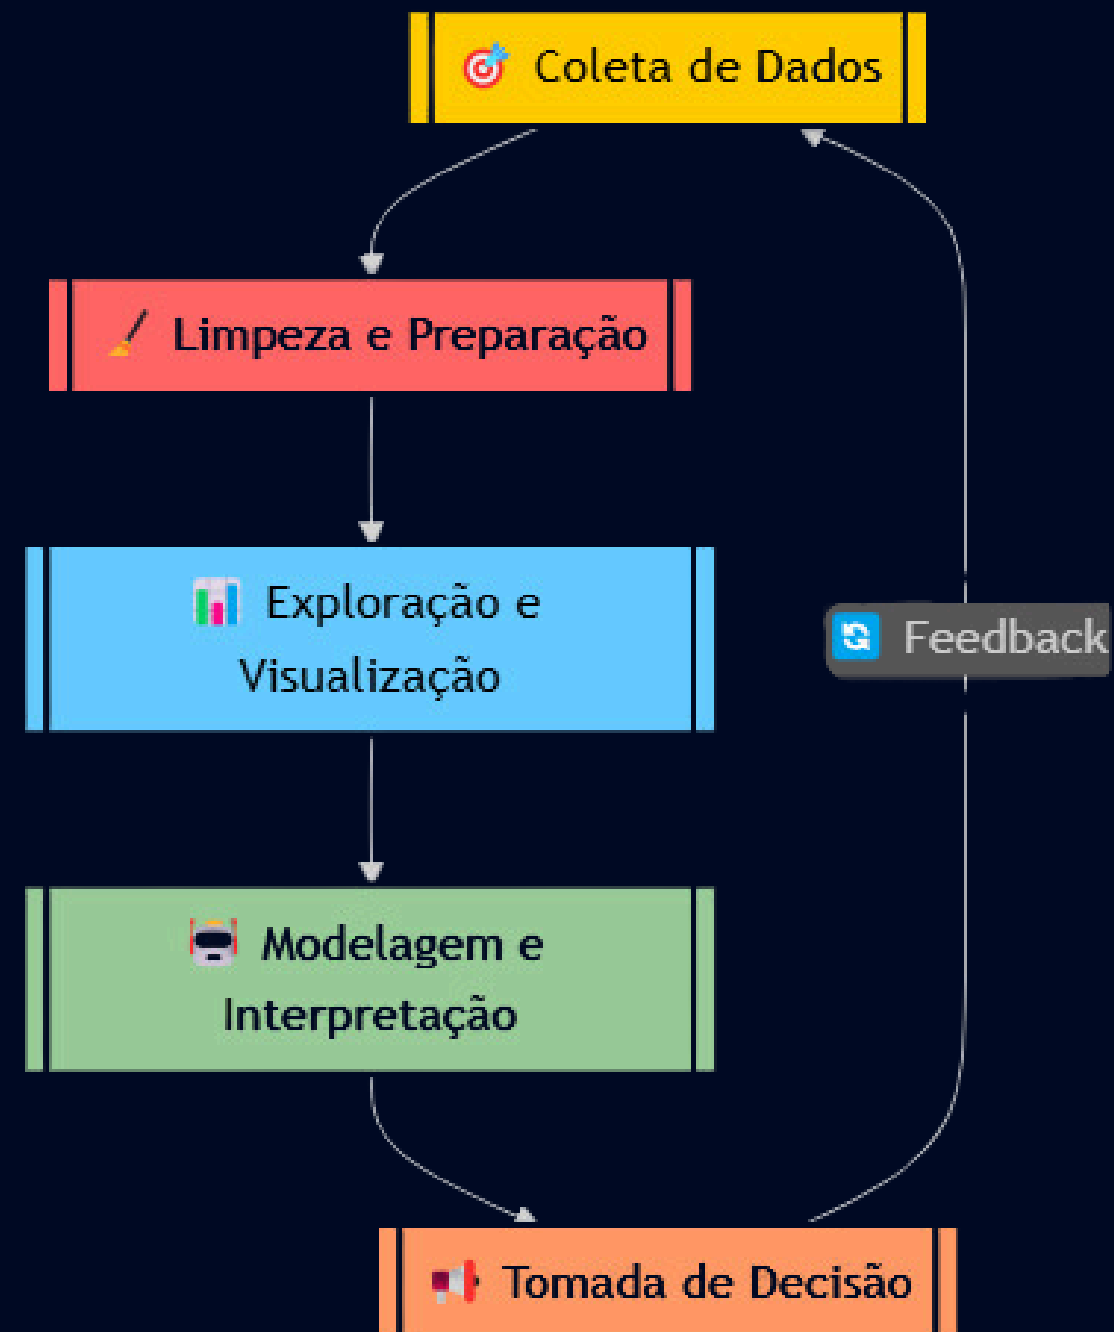 Coleta de Dados
Limpeza e Preparação
Exploração e
Visualização
Feedback
Modelagem e
Interpretação
Tomada de Decisão